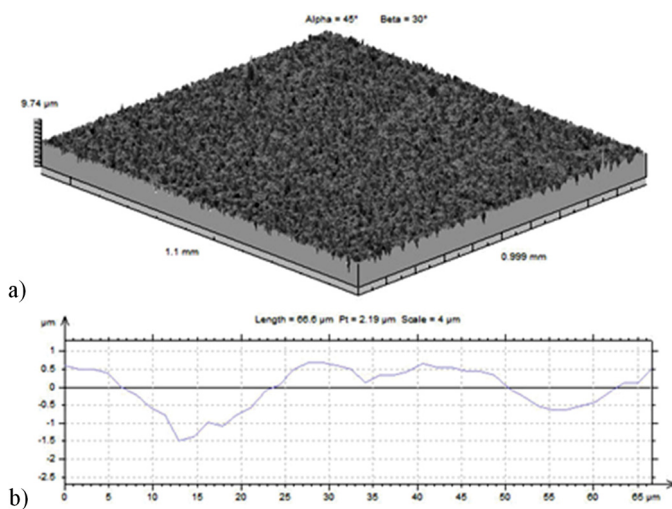 Alpha = 45° Beta = 30°
a)
9.74 µm
1.1 mm
0.999 mm
Length = 66.6 µm Pt = 2.19 µm Scale = 4 µm
b)
µm
1
0.5
0
-0.5
-1
-1.5
-2
-2.5
0 5 10 15 20 25 30 35 40 45 50 55 60 65 µm